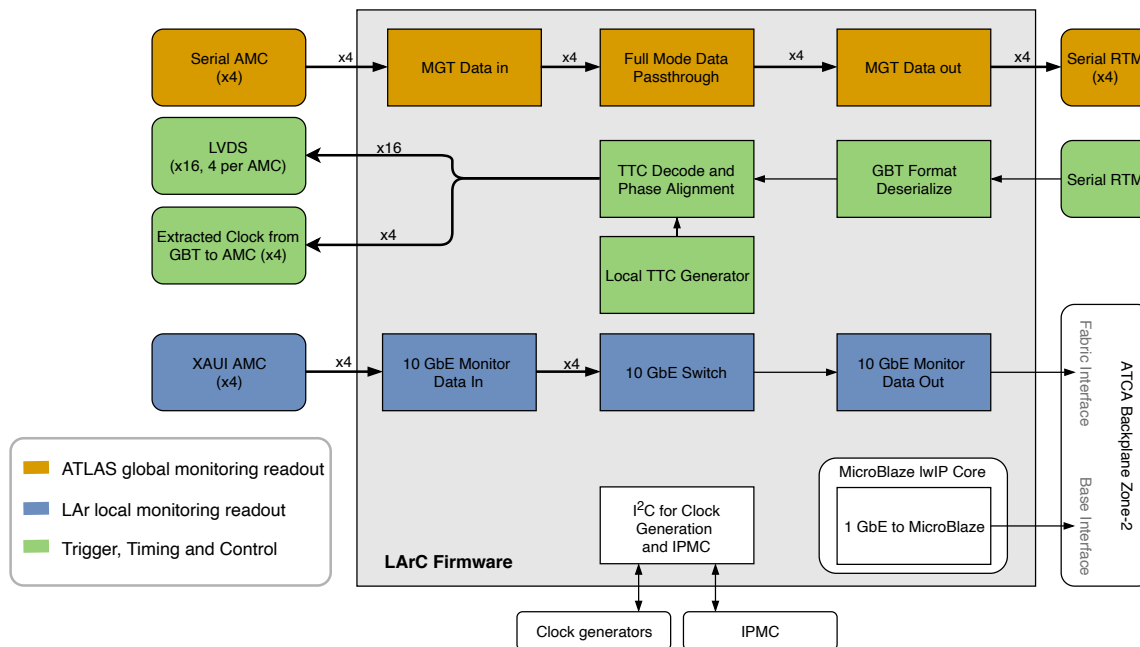 Serial AMC
(x4)
x4
MGT Data in
x4
Full Mode Data
Passthrough
x4
MGT Data out
x4
Serial RTM
(x4)
LVDS
(x16, 4 per AMC)
x16
TTC Decode and
Phase Alignment
GBT Format
Deserialize
Serial RTM
Extracted Clock from
GBT to AMC (x4)
x4
Local TTC Generator
XAUI AMC
(x4)
x4
10 GbE Monitor
Data In
x4
10 GbE Switch
10 GbE Monitor
Data Out
Fabric Interface
Base Interface
ATCA Backplane Zone-2
ATLAS global monitoring readout
LAr local monitoring readout
Trigger, Timing and Control
LArC Firmware
I²C for Clock
Generation
and IPMC
MicroBlaze lwIP Core
1 GbE to MicroBlaze
Clock generators
IPMC